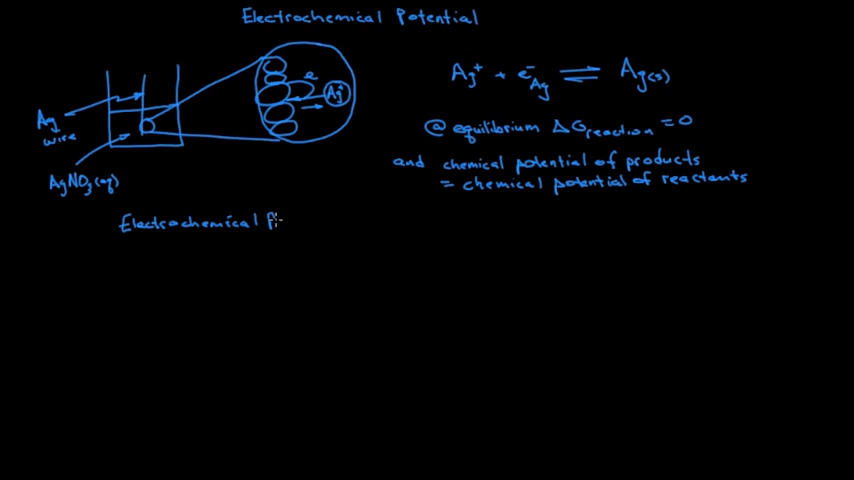 Electrochemical Potential
e
Ag⁺
Ag
wire
AgNO₃(aq)
Ag⁺ + e⁻Ag ⇌ Ag(s)
@ equilibrium ΔGreaction = 0
and chemical potential of products
= chemical potential of reactants
Electrochemical P